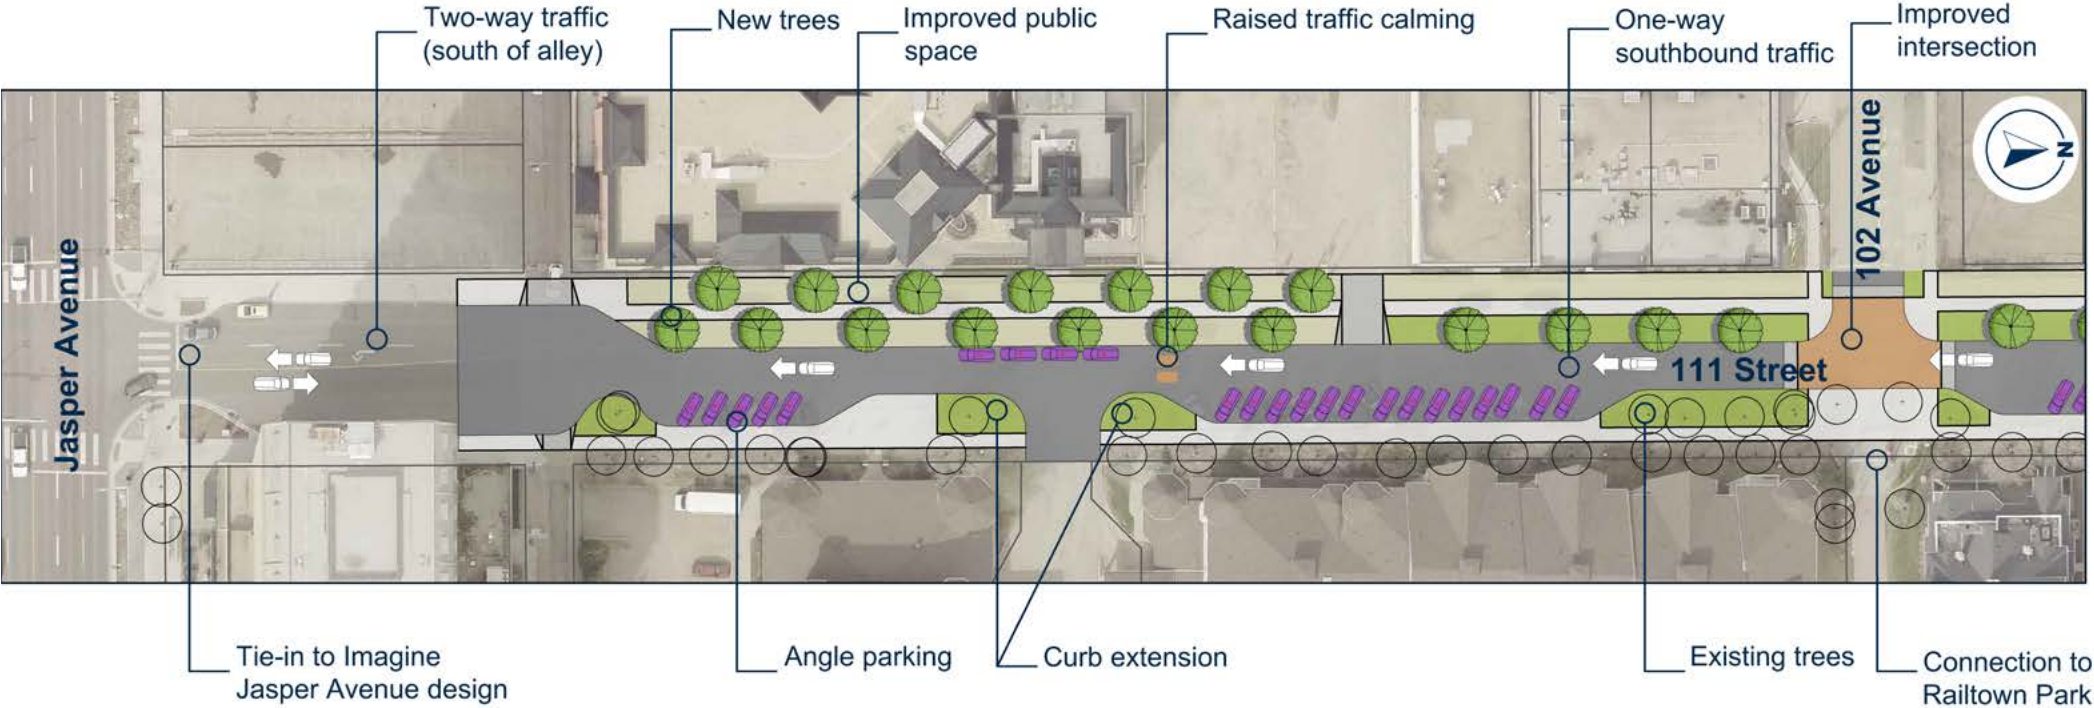 Two-way traffic
(south of alley)
New trees
Improved public
space
Raised traffic calming
One-way
southbound traffic
Improved
intersection
Jasper Avenue
102 Avenue
N
111 Street
Tie-in to Imagine
Jasper Avenue design
Angle parking
Curb extension
Existing trees
Connection to
Railtown Park